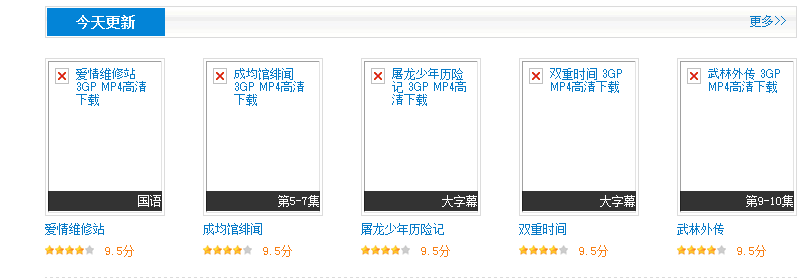 今天更新
更多>>
爱情维修站
3GP MP4高清
下载
国语
爱情维修站
9.5分
成均馆绯闻
3GP MP4高清
下载
第5-7集
成均馆绯闻
9.5分
屠龙少年历险
记 3GP MP4高
清下载
大字幕
屠龙少年历险记
9.5分
双重时间 3GP
MP4高清下载
大字幕
双重时间
9.5分
武林外传 3GP
MP4高清下载
第9-10集
武林外传
9.5分